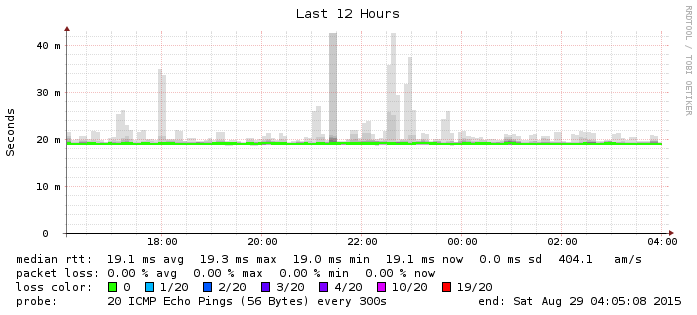 Last 12 Hours
RRDTOOL / TOBI OETIKER
Seconds
40 m
30 m
20 m
10 m
0
18:00 20:00 22:00 00:00 02:00 04:00
median rtt: 19.1 ms avg 19.3 ms max 19.0 ms min 19.1 ms now 0.0 ms sd 404.1 am/s
packet loss: 0.00 % avg 0.00 % max 0.00 % min 0.00 % now
loss color: 0 1/20 2/20 3/20 4/20 10/20 19/20
probe: 20 ICMP Echo Pings (56 Bytes) every 300s end: Sat Aug 29 04:05:08 2015